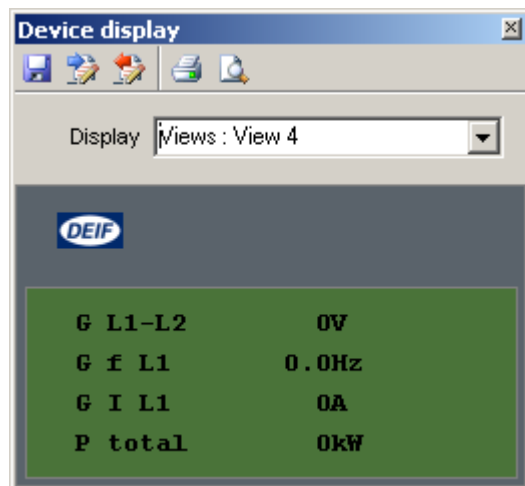 Device display
Display Views : View 4
DEIF
G L1-L2 0V
G f L1 0.0Hz
G I L1 0A
P total 0kW